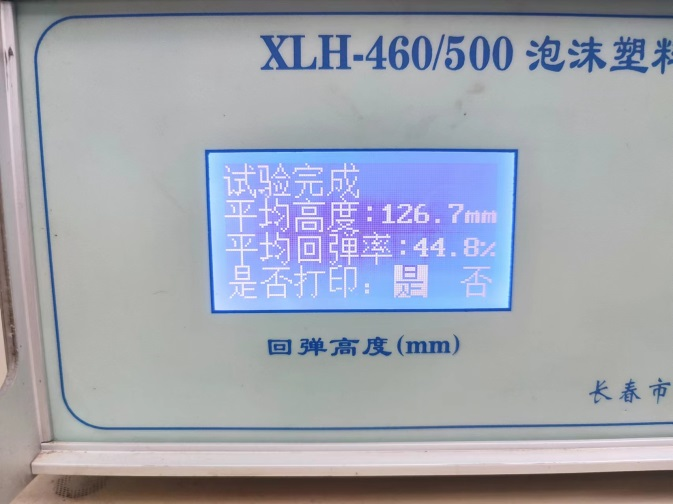 XLH-460/500 泡沫塑料
试验完成
平均高度:126.7mm
平均回弹率:44.8%
是否打印: 是 否
回弹高度(mm)
长春市